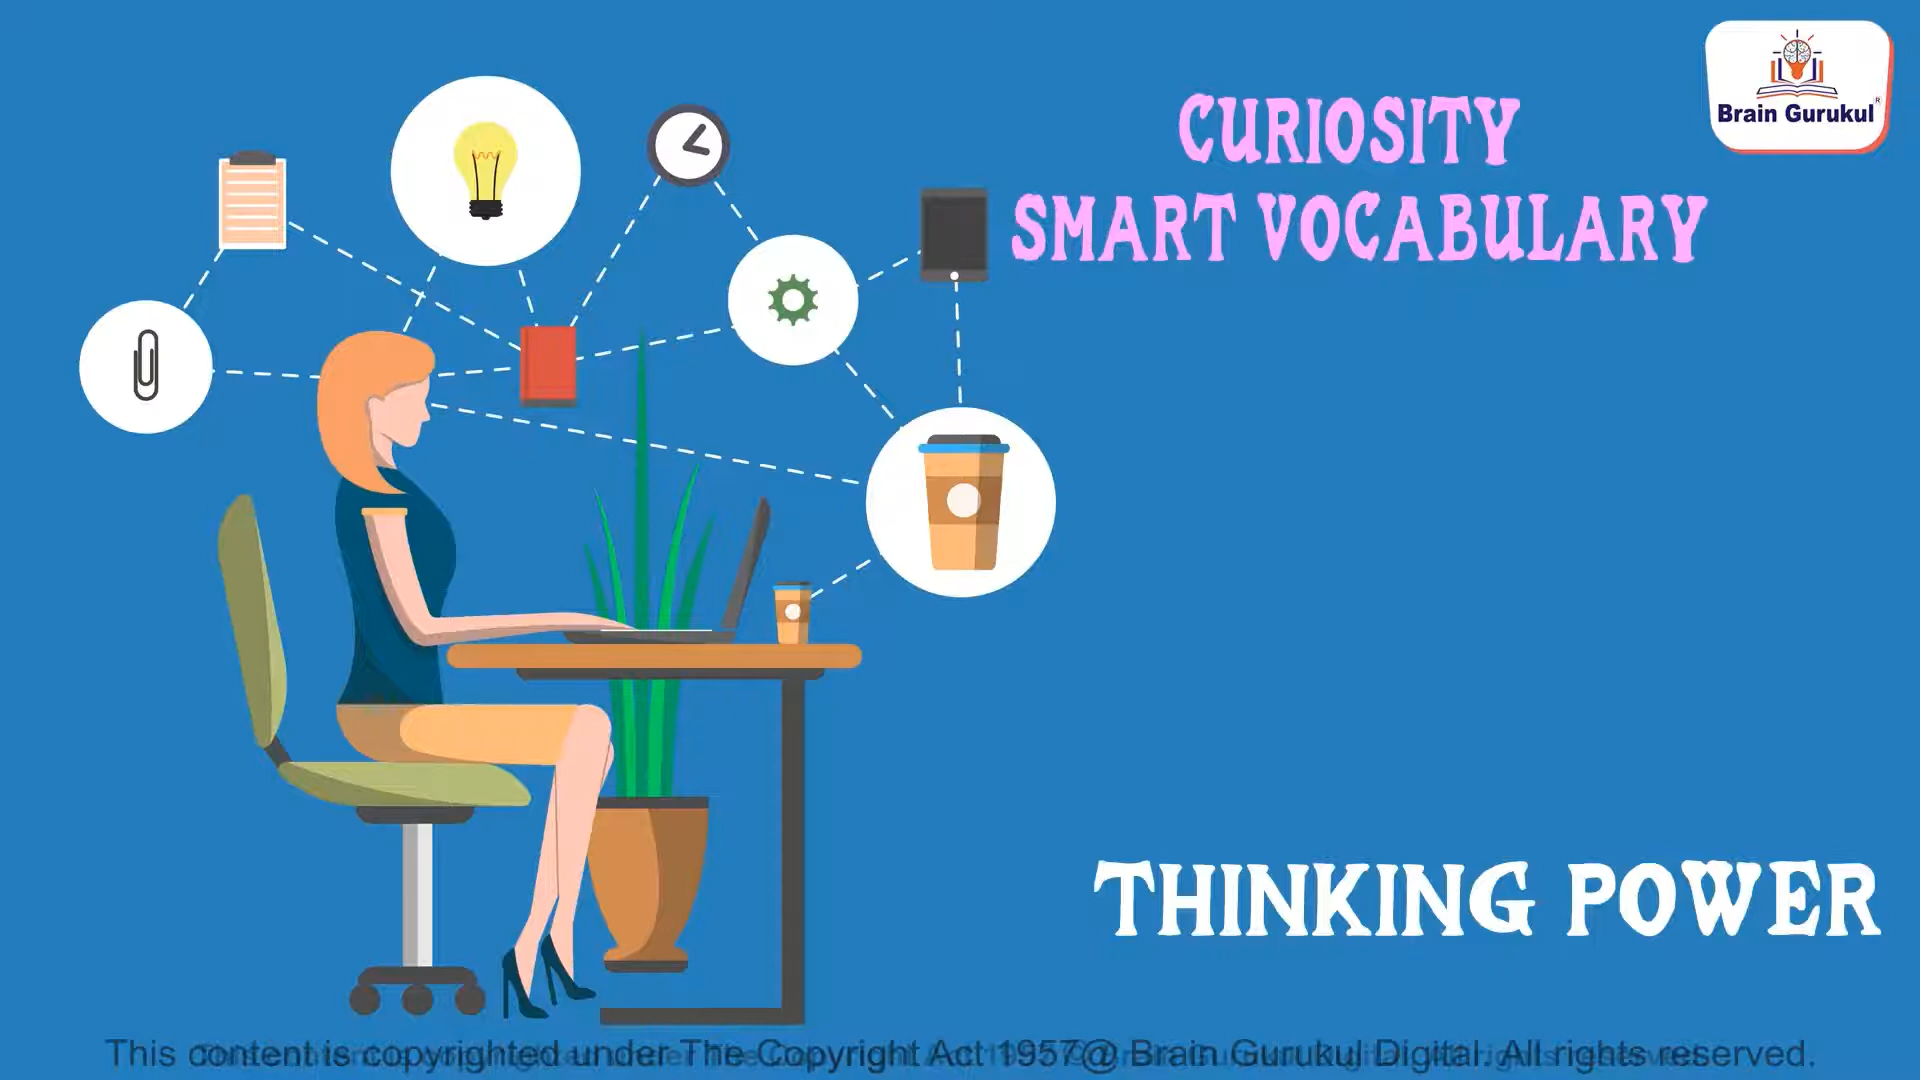 CURIOSITY
SMART VOCABULARY
Brain Gurukul
THINKING POWER
This content is copyrighted under The Copyright Act 1957@ Brain Gurukul Digital. All rights reserved.